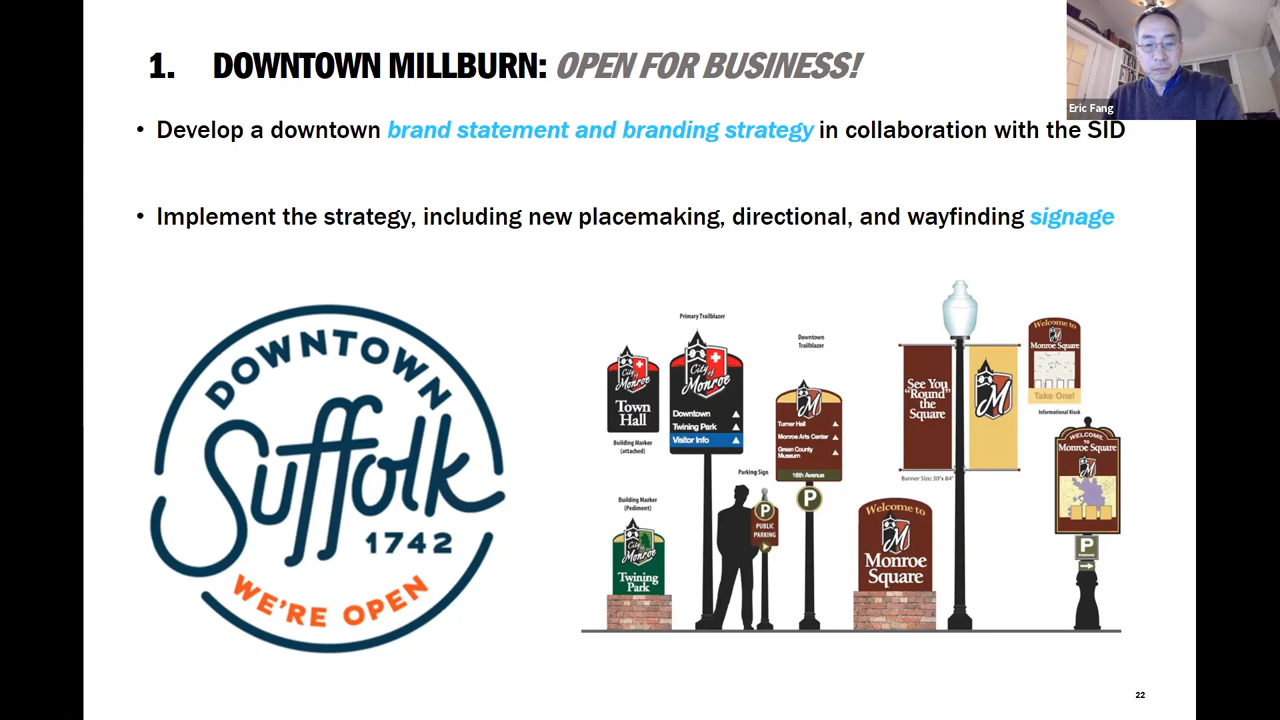 1. DOWNTOWN MILLBURN: OPEN FOR BUSINESS!
Eric Fang
• Develop a downtown brand statement and branding strategy in collaboration with the SID
• Implement the strategy, including new placemaking, directional, and wayfinding signage
DOWNTOWN
Suffolk
1742
WE'RE OPEN
Primary Trailblazer
City of
Monroe
Town
Hall
Building Marker
(attached)
City of
Monroe
Downtown
Twining Park
Visitor Info
Downtown
Trailblazer
M
Turner Hall
Monroe Arts Center
Green County
Museum
16th Avenue
P
Parking Sign
P
PUBLIC
PARKING
Building Marker
(Pediment)
City of
Monroe
Twining
Park
See You
"Round"
the
Square
M
Banner Size: 30"x 84"
Welcome to
M
Monroe
Square
Welcome to
Monroe Square
Take One!
Informational Kiosk
WELCOME
TO
Monroe Square
P
PARKING
22